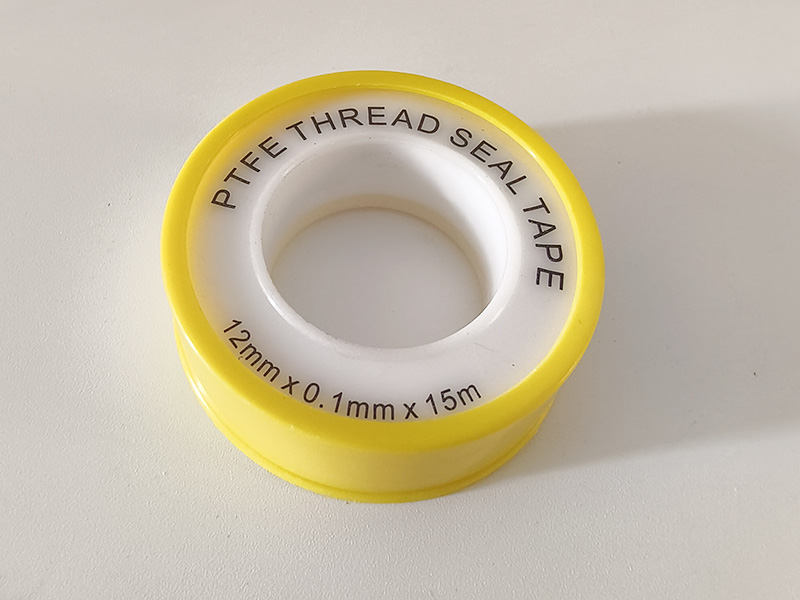 PTFE THREAD SEAL TAPE
12mm x 0.1mm x 15m